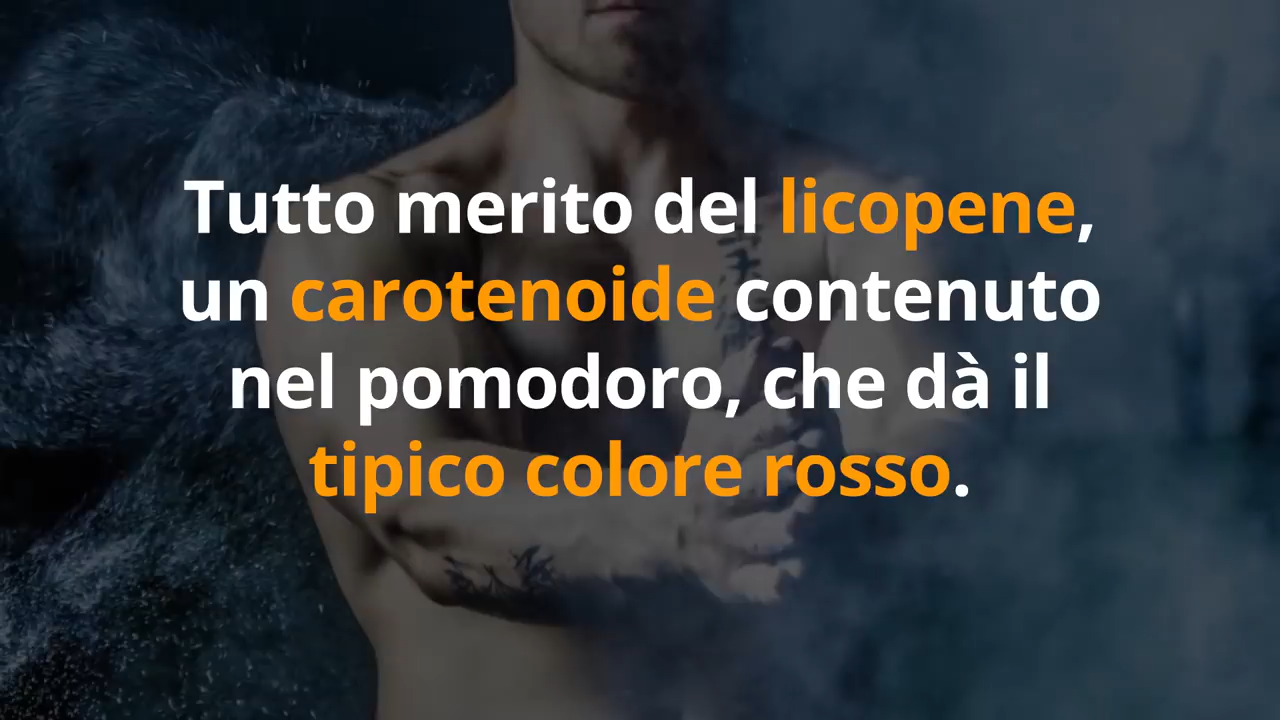 Tutto merito del licopene,
un carotenoide contenuto
nel pomodoro, che dà il
tipico colore rosso.